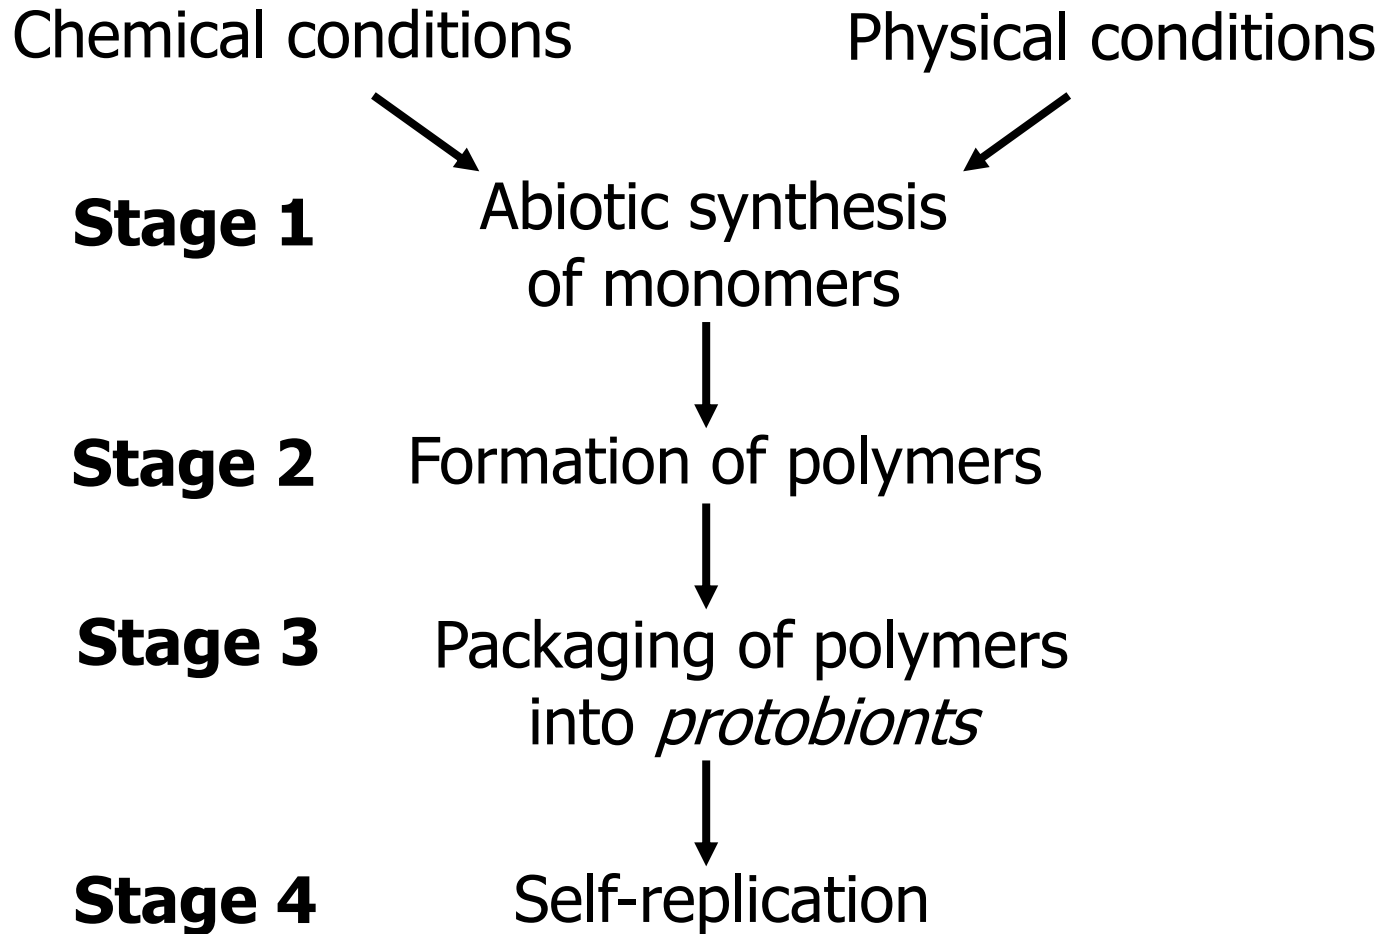 Chemical conditions
Physical conditions
Stage 1
Abiotic synthesis
of monomers
Stage 2
Formation of polymers
Stage 3
Packaging of polymers
into protobionts
Stage 4
Self-replication